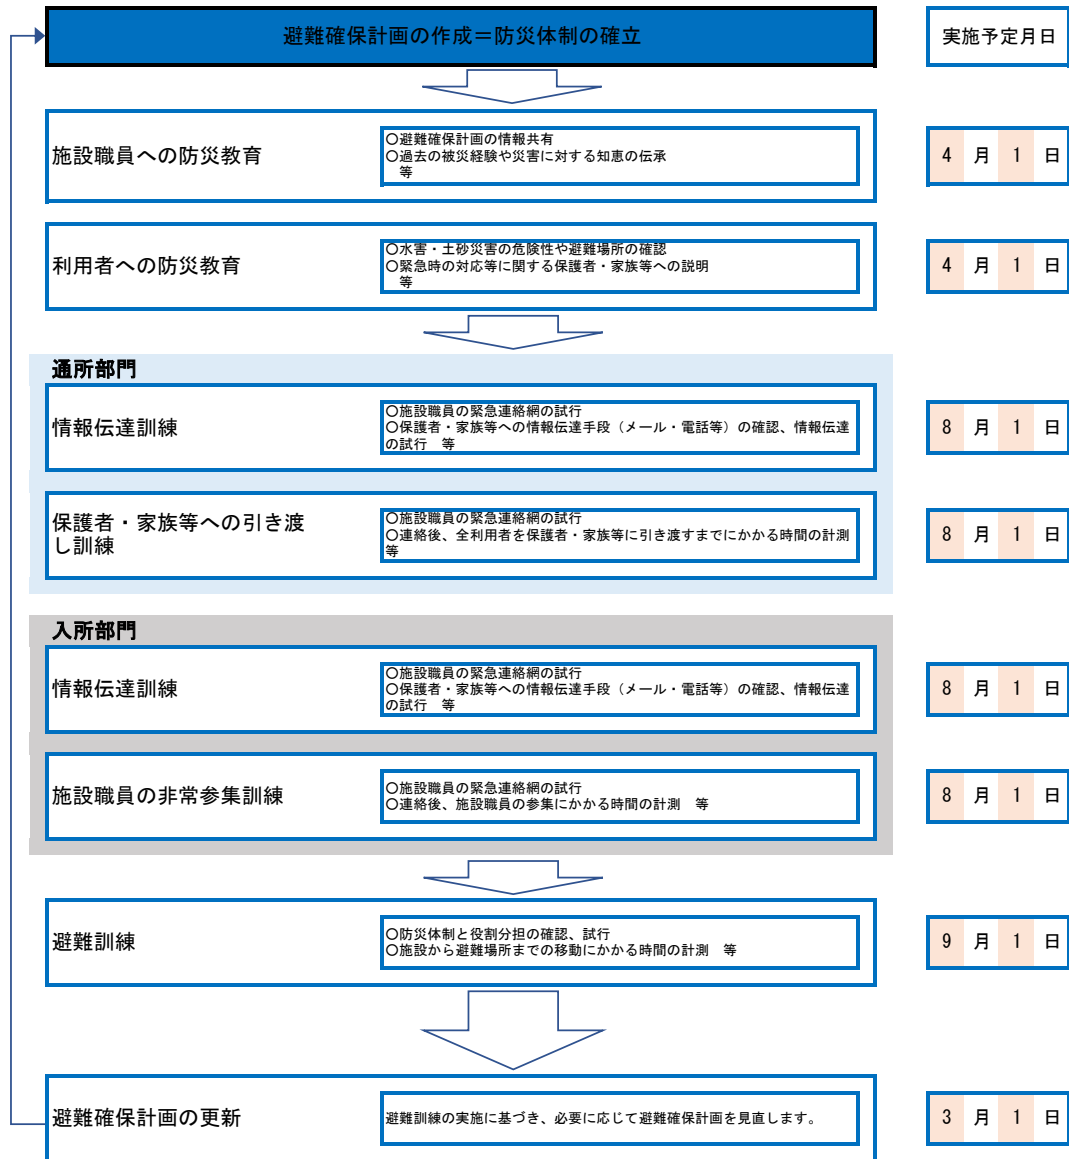 避難確保計画の作成＝防災体制の確立
実施予定月日
施設職員への防災教育
〇避難確保計画の情報共有
〇過去の被災経験や災害に対する知恵の伝承
等
4 月 1 日
利用者への防災教育
〇水害・土砂災害の危険性や避難場所の確認
〇緊急時の対応等に関する保護者・家族等への説明
等
4 月 1 日
通所部門
情報伝達訓練
〇施設職員の緊急連絡網の試行
〇保護者・家族等への情報伝達手段（メール・電話等）の確認、情報伝達
の試行　等
8 月 1 日
保護者・家族等への引き渡
し訓練
〇施設職員の緊急連絡網の試行
〇連絡後、全利用者を保護者・家族等に引き渡すまでにかかる時間の計測
等
8 月 1 日
入所部門
情報伝達訓練
〇施設職員の緊急連絡網の試行
〇保護者・家族等への情報伝達手段（メール・電話等）の確認、情報伝達
の試行　等
8 月 1 日
施設職員の非常参集訓練
〇施設職員の緊急連絡網の試行
〇連絡後、施設職員の参集にかかる時間の計測　等
8 月 1 日
避難訓練
〇防災体制と役割分担の確認、試行
〇施設から避難場所までの移動にかかる時間の計測　等
9 月 1 日
避難確保計画の更新
避難訓練の実施に基づき、必要に応じて避難確保計画を見直します。
3 月 1 日